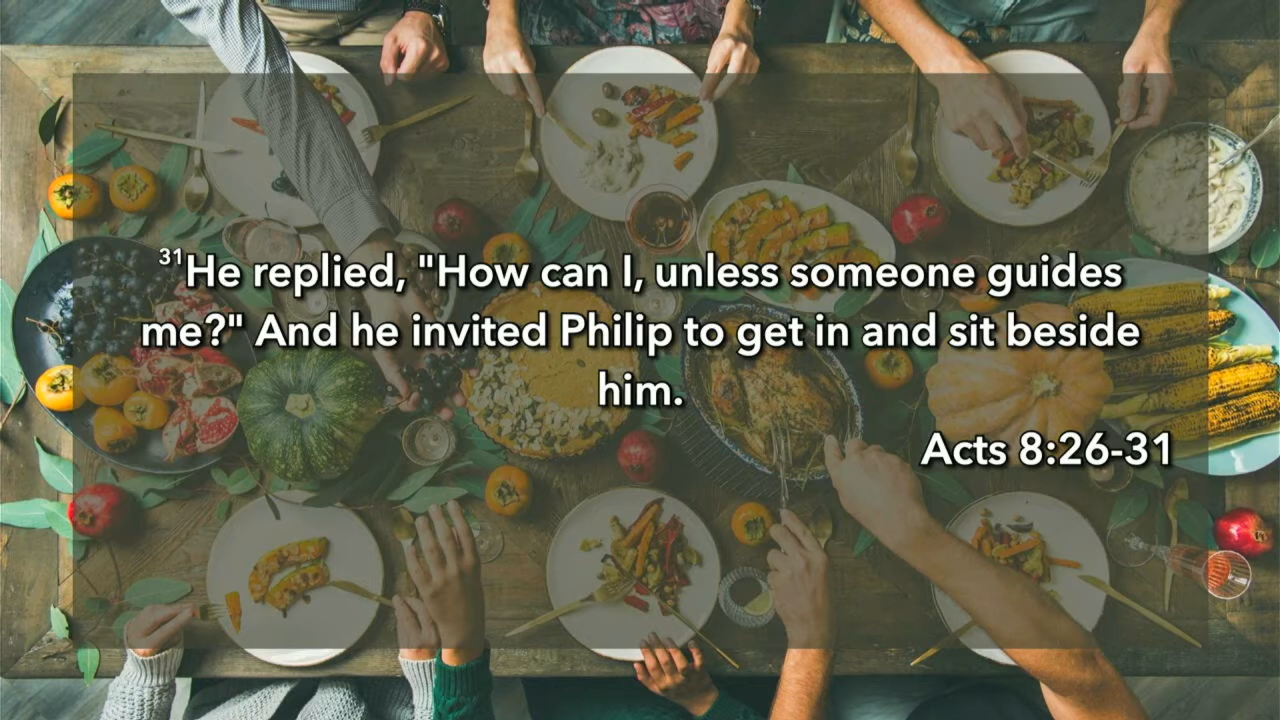 31He replied, "How can I, unless someone guides
me?" And he invited Philip to get in and sit beside
him.
Acts 8:26-31